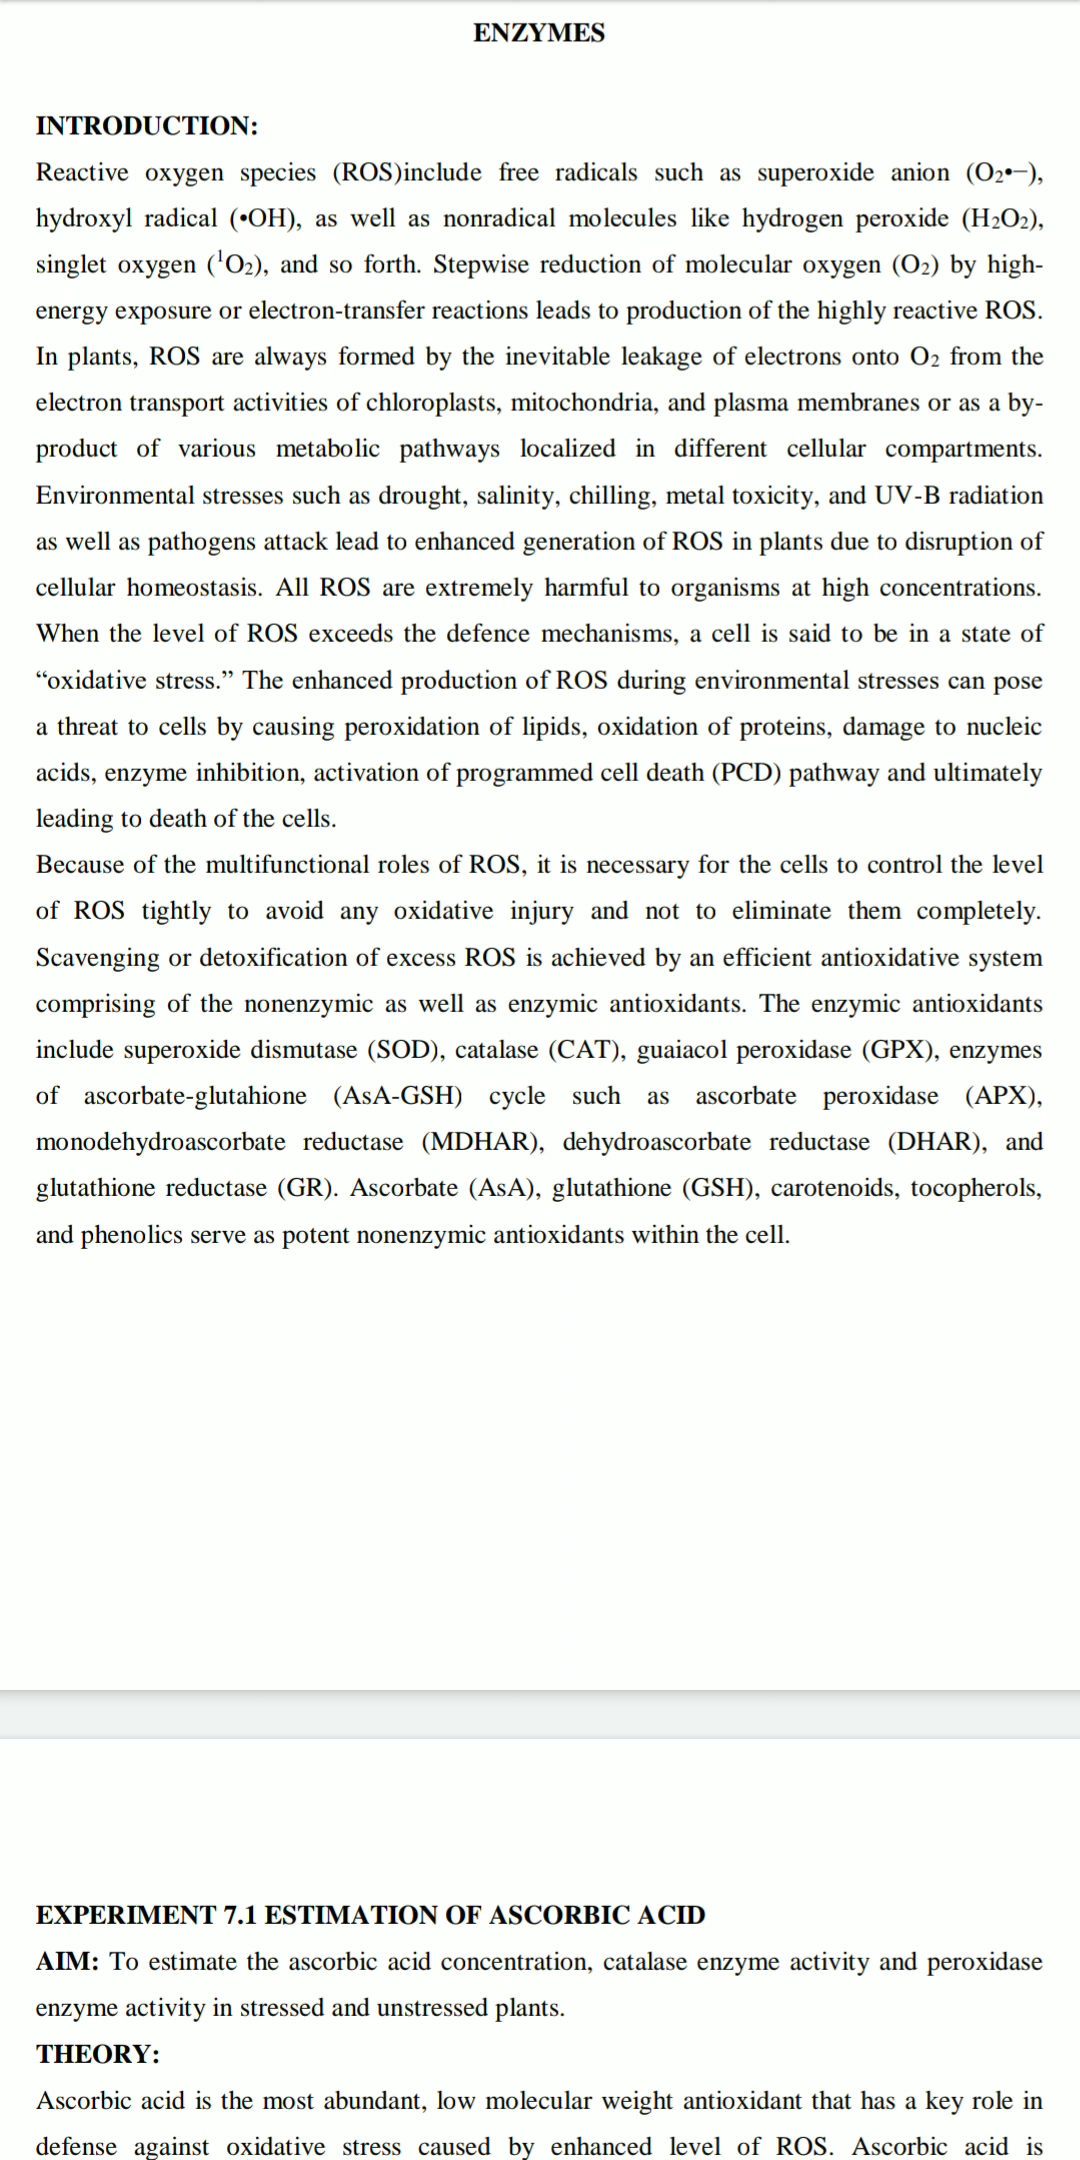 ENZYMES
INTRODUCTION:
Reactive oxygen species (ROS)include free radicals such as superoxide anion (O₂•−),
hydroxyl radical (•OH), as well as nonradical molecules like hydrogen peroxide (H₂O₂),
singlet oxygen (¹O₂), and so forth. Stepwise reduction of molecular oxygen (O₂) by high-
energy exposure or electron-transfer reactions leads to production of the highly reactive ROS.
In plants, ROS are always formed by the inevitable leakage of electrons onto O₂ from the
electron transport activities of chloroplasts, mitochondria, and plasma membranes or as a by-
product of various metabolic pathways localized in different cellular compartments.
Environmental stresses such as drought, salinity, chilling, metal toxicity, and UV-B radiation
as well as pathogens attack lead to enhanced generation of ROS in plants due to disruption of
cellular homeostasis. All ROS are extremely harmful to organisms at high concentrations.
When the level of ROS exceeds the defence mechanisms, a cell is said to be in a state of
“oxidative stress.” The enhanced production of ROS during environmental stresses can pose
a threat to cells by causing peroxidation of lipids, oxidation of proteins, damage to nucleic
acids, enzyme inhibition, activation of programmed cell death (PCD) pathway and ultimately
leading to death of the cells.
Because of the multifunctional roles of ROS, it is necessary for the cells to control the level
of ROS tightly to avoid any oxidative injury and not to eliminate them completely.
Scavenging or detoxification of excess ROS is achieved by an efficient antioxidative system
comprising of the nonenzymic as well as enzymic antioxidants. The enzymic antioxidants
include superoxide dismutase (SOD), catalase (CAT), guaiacol peroxidase (GPX), enzymes
of ascorbate-glutahione (AsA-GSH) cycle such as ascorbate peroxidase (APX),
monodehydroascorbate reductase (MDHAR), dehydroascorbate reductase (DHAR), and
glutathione reductase (GR). Ascorbate (AsA), glutathione (GSH), carotenoids, tocopherols,
and phenolics serve as potent nonenzymic antioxidants within the cell.
EXPERIMENT 7.1 ESTIMATION OF ASCORBIC ACID
AIM: To estimate the ascorbic acid concentration, catalase enzyme activity and peroxidase
enzyme activity in stressed and unstressed plants.
THEORY:
Ascorbic acid is the most abundant, low molecular weight antioxidant that has a key role in
defense against oxidative stress caused by enhanced level of ROS. Ascorbic acid is